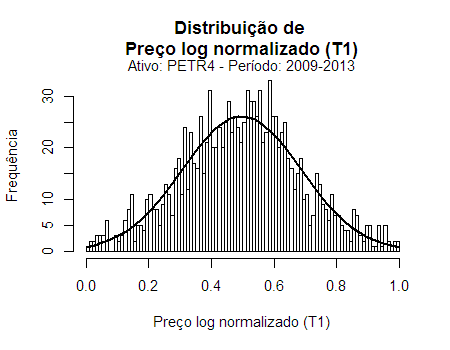 Distribuição de
Preço log normalizado (T1)
Ativo: PETR4 - Período: 2009-2013
Frequência
30
20
10
5
0
0.0 0.2 0.4 0.6 0.8 1.0
Preço log normalizado (T1)